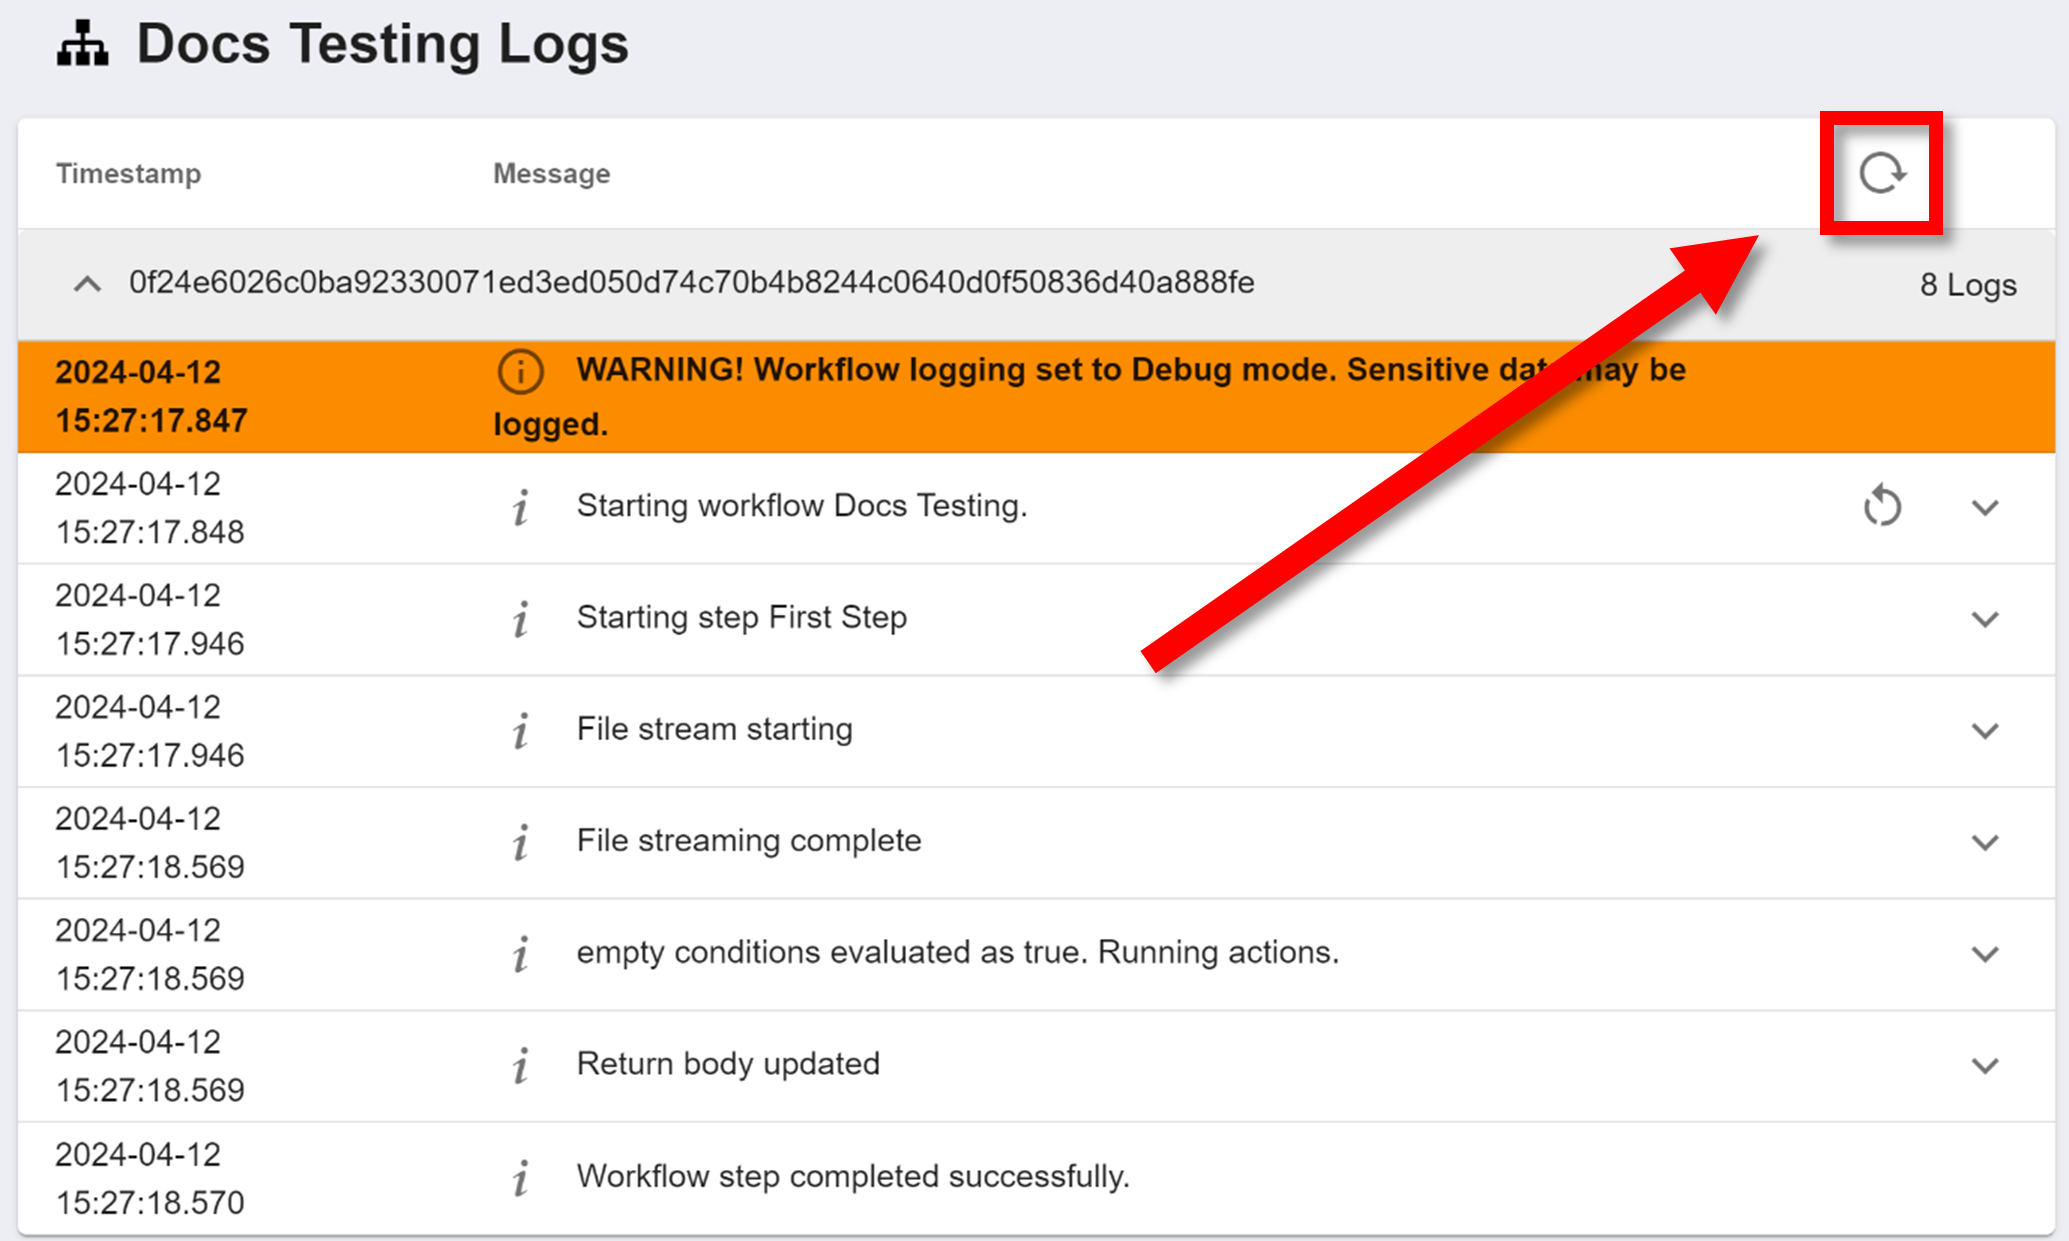 Docs Testing Logs
Timestamp Message
0f24e6026c0ba92330071ed3ed050d74c70b4b8244c0640d0f50836d40a888fe 8 Logs
2024-04-12
15:27:17.847
WARNING! Workflow logging set to Debug mode. Sensitive data may be
logged.
2024-04-12
15:27:17.848
Starting workflow Docs Testing.
2024-04-12
15:27:17.946
Starting step First Step
2024-04-12
15:27:17.946
File stream starting
2024-04-12
15:27:18.569
File streaming complete
2024-04-12
15:27:18.569
empty conditions evaluated as true. Running actions.
2024-04-12
15:27:18.569
Return body updated
2024-04-12
15:27:18.570
Workflow step completed successfully.